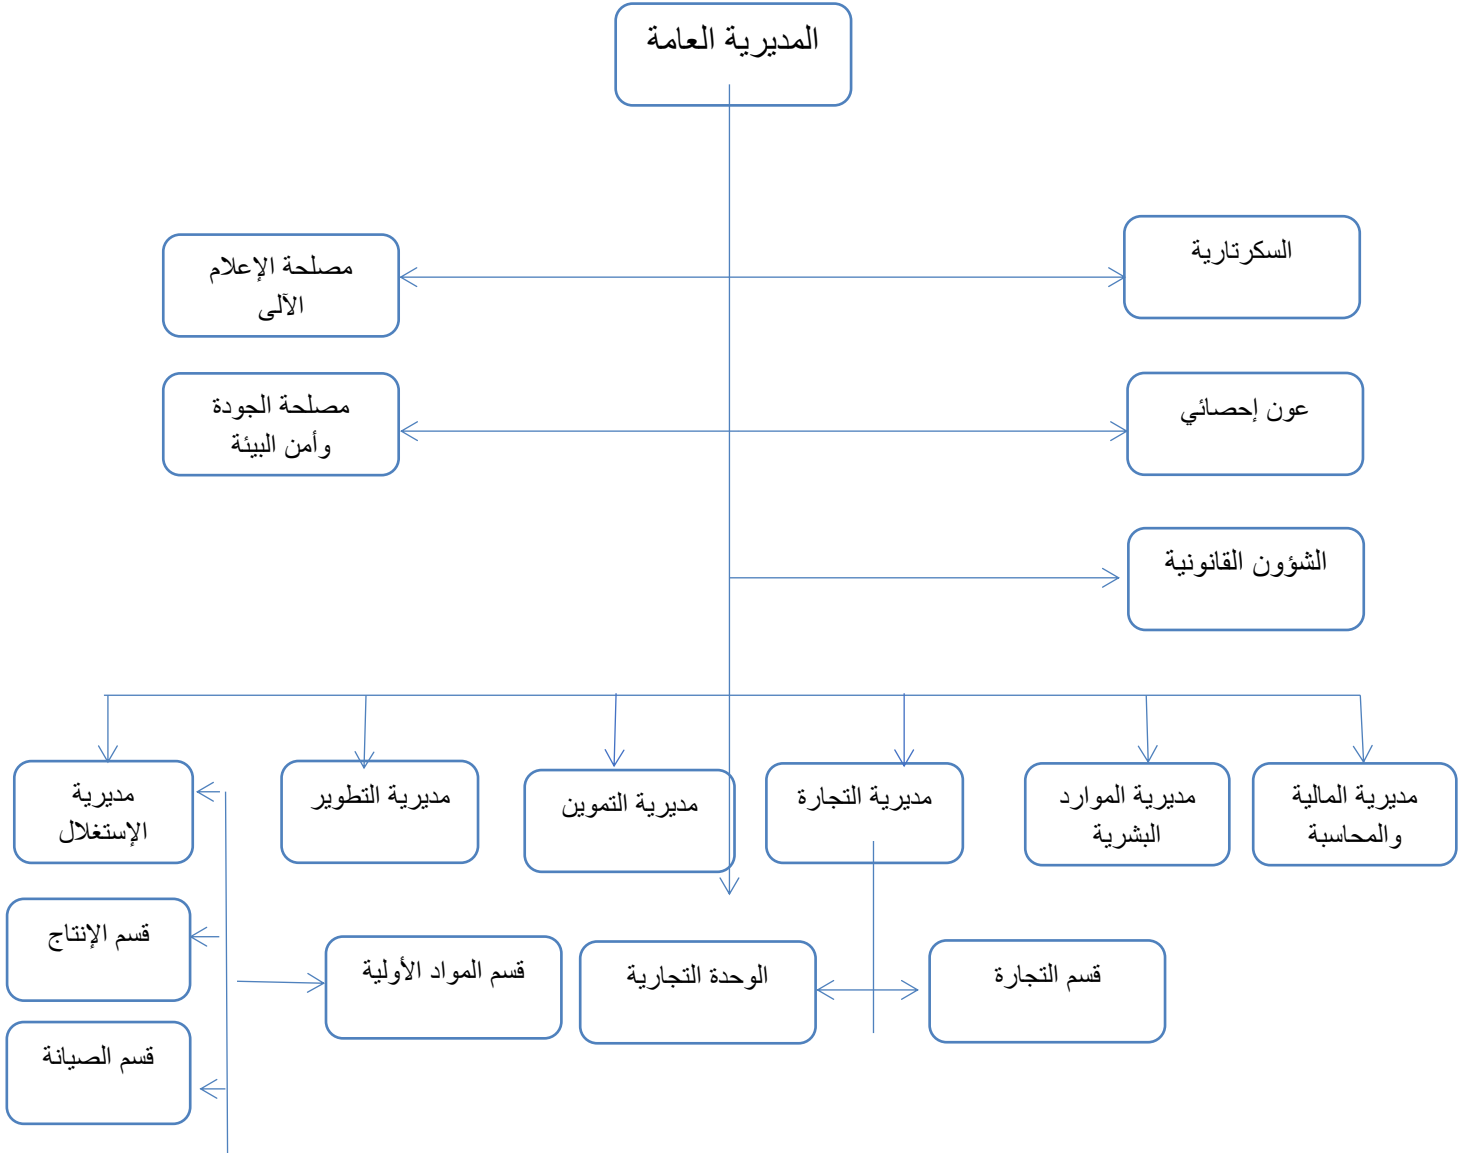 المديرية العامة
السكرتارية
مصلحة الإعلام
الآلى
عون إحصائي
مصلحة الجودة
وأمن البيئة
الشؤون القانونية
مديرية المالية
والمحاسبة
مديرية الموارد
البشرية
مديرية التجارة
مديرية التموين
مديرية التطوير
مديرية
الإستغلال
قسم التجارة
الوحدة التجارية
قسم المواد الأولية
قسم الإنتاج
قسم الصيانة